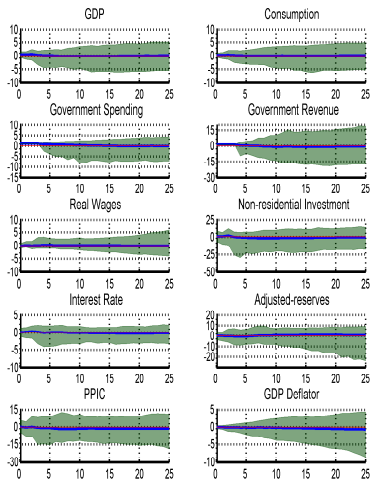 GDP
10
5
0
-5
-10
0 5 10 15 20 25
Consumption
10
5
0
-5
-10
0 5 10 15 20 25
Government Spending
10
5
0
-5
-10
-15
0 5 10 15 20 25
Government Revenue
15
0
-15
-30
0 5 10 15 20 25
Real Wages
10
5
0
-5
-10
0 5 10 15 20 25
Non-residential Investment
25
0
-25
-50
0 5 10 15 20 25
Interest Rate
5
0
-5
-10
0 5 10 15 20 25
Adjusted-reserves
20
10
0
-10
-20
0 5 10 15 20 25
PPIC
15
0
-15
-30
0 5 10 15 20 25
GDP Deflator
5
0
-5
-10
0 5 10 15 20 25